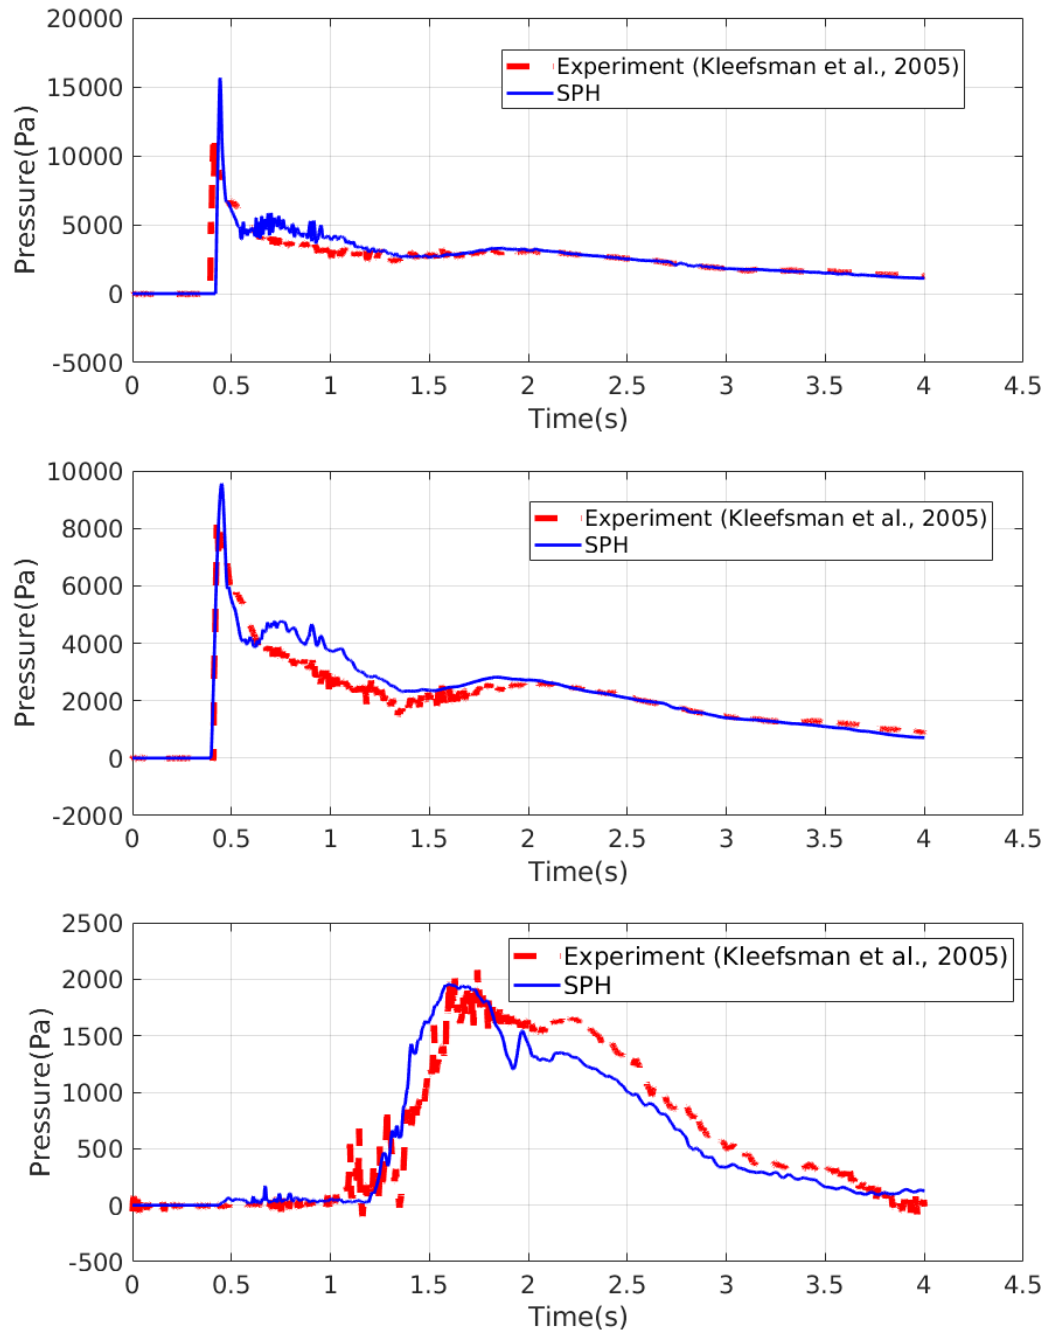 20000
15000
10000
5000
0
-5000
Pressure(Pa)
Experiment (Kleefsman et al., 2005)
SPH
0 0.5 1 1.5 2 2.5 3 3.5 4 4.5
Time(s)
10000
8000
6000
4000
2000
0
-2000
Pressure(Pa)
Experiment (Kleefsman et al., 2005)
SPH
0 0.5 1 1.5 2 2.5 3 3.5 4 4.5
Time(s)
2500
2000
1500
1000
500
0
-500
Pressure(Pa)
Experiment (Kleefsman et al., 2005)
SPH
0 0.5 1 1.5 2 2.5 3 3.5 4 4.5
Time(s)